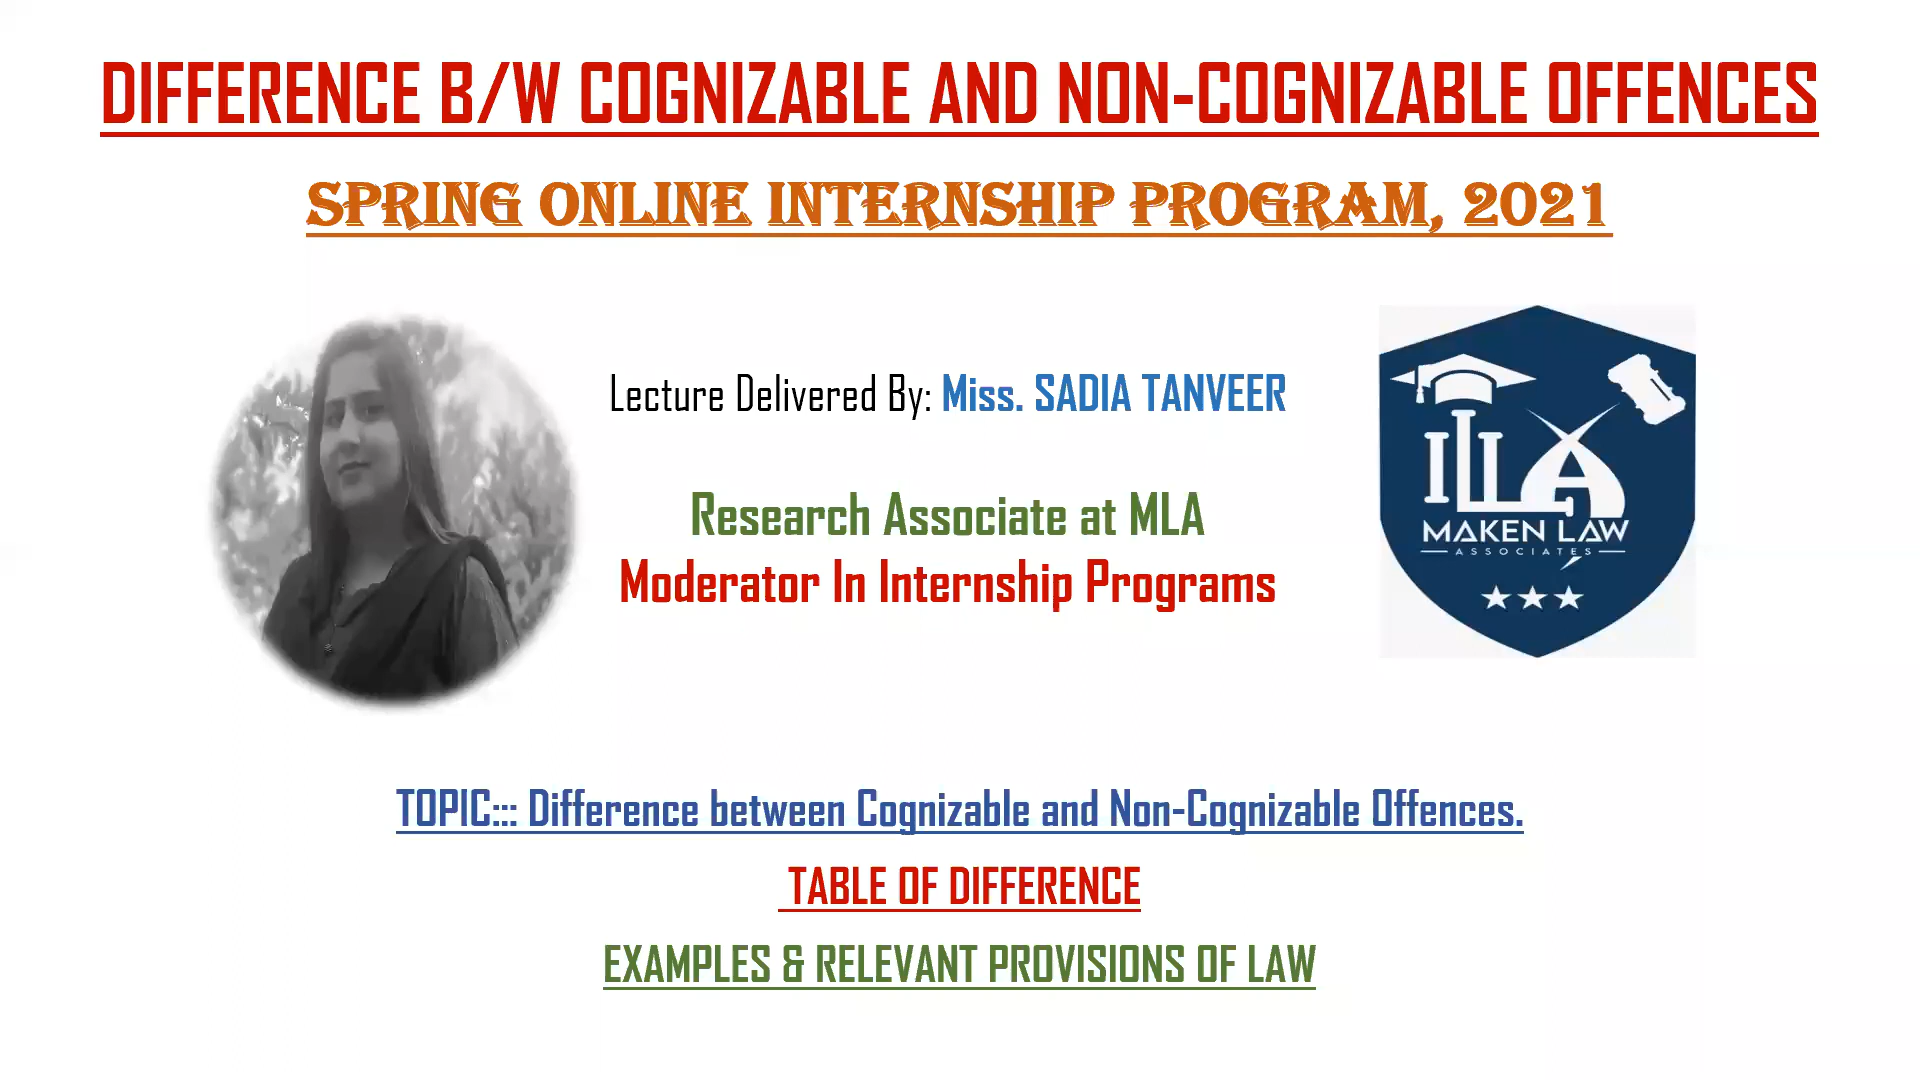 DIFFERENCE B/W COGNIZABLE AND NON-COGNIZABLE OFFENCES
SPRING ONLINE INTERNSHIP PROGRAM, 2021
Lecture Delivered By: Miss. SADIA TANVEER
Research Associate at MLA
Moderator In Internship Programs
MAKEN LAW
ASSOCIATES
TOPIC::: Difference between Cognizable and Non-Cognizable Offences.
TABLE OF DIFFERENCE
EXAMPLES & RELEVANT PROVISIONS OF LAW